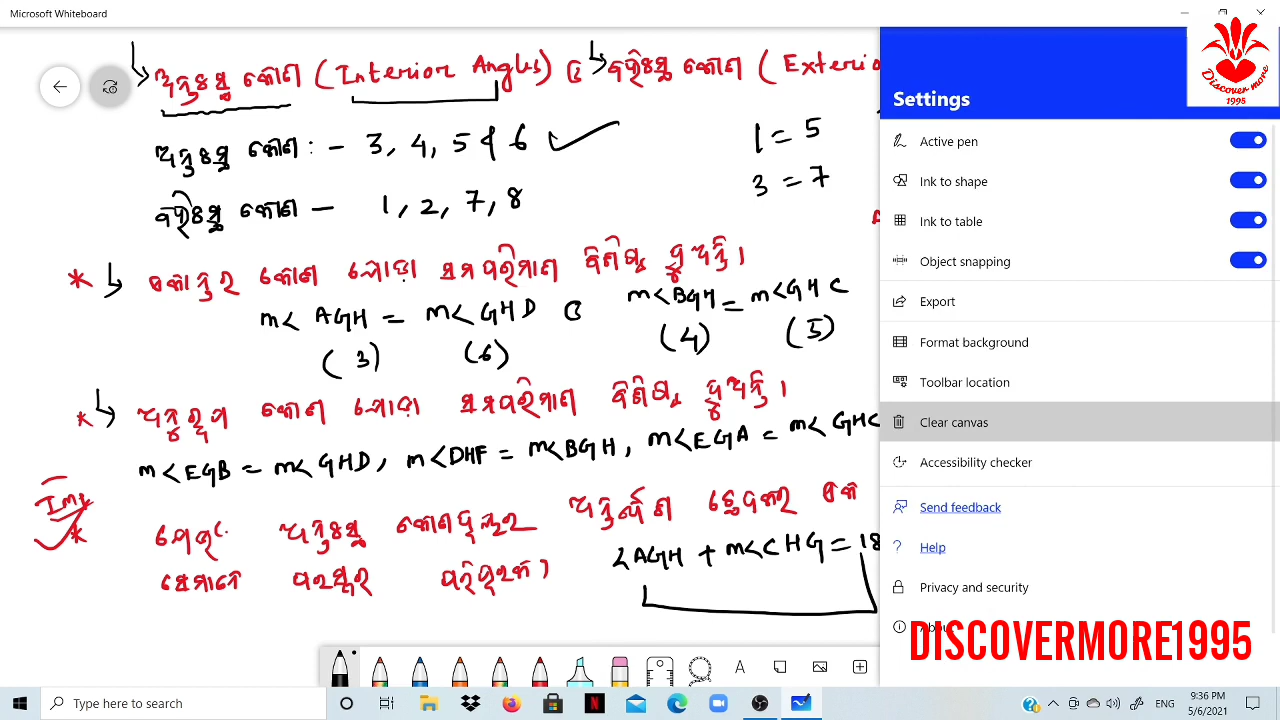 Microsoft Whiteboard
ଅନ୍ତଃସ୍ଥ କୋଣ (Interior Angles) ଓ ବହିଃସ୍ଥ କୋଣ (Exterio
ଅନ୍ତଃସ୍ଥ କୋଣ :- 3, 4, 5 & 6
1 = 5
3 = 7
ବହିଃସ୍ଥ କୋଣ - 1, 2, 7, 8
* ଏକାନ୍ତର କୋଣ ଯୋଡ଼ା ସମପରିମାଣ ବିଶିଷ୍ଟ ହୁଅନ୍ତି।
m< AGH = m< GHD ଓ m<BGH = m<GHC
(3) (6) (4) (5)
* ଅନୁରୂପ କୋଣ ଯୋଡ଼ା ସମପରିମାଣ ବିଶିଷ୍ଟ ହୁଅନ୍ତି।
m<EGB = m<GHD, m<DHF = m<BGH, m<EGA = m< GHC
Imp
* ଅନ୍ତଃସ୍ଥ କୋଣଦ୍ୱୟର
ସେମାନେ ପରସ୍ପର ପରିପୂରକ।
<AGH + m<CHG = 18
Discover more
1995
Settings
Active pen
Ink to shape
Ink to table
Object snapping
Export
Format background
Toolbar location
Clear canvas
Accessibility checker
Send feedback
Help
Privacy and security
About
DISCOVERMORE1995
Type here to search
ENG
9:36 PM
5/6/2021